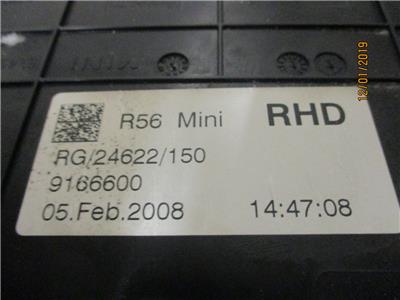 R56 Mini RHD
RG/24622/150
9166600
05.Feb.2008 14:47:08
12/01/2019